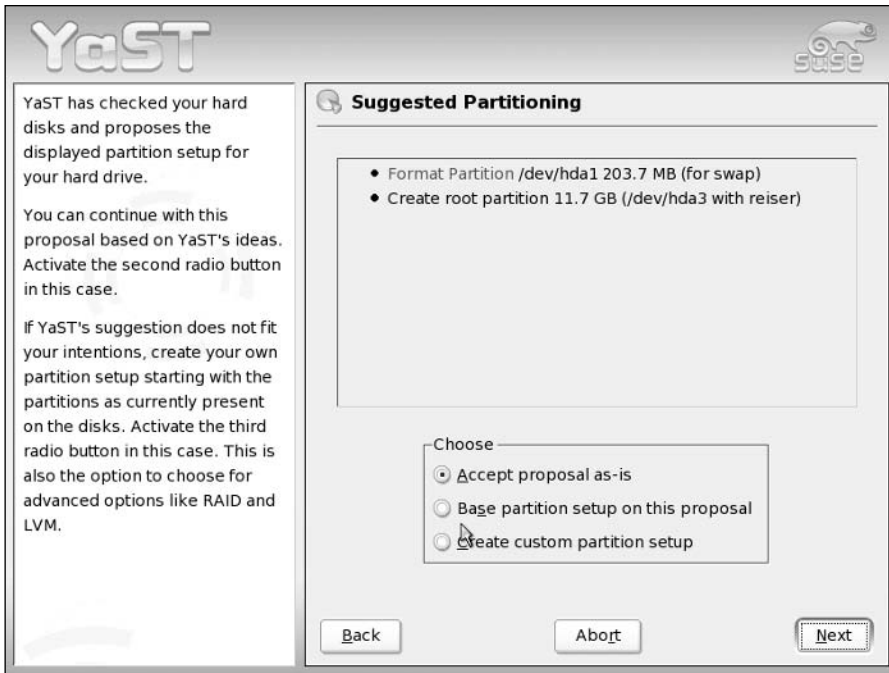 YaST
suse
YaST has checked your hard
disks and proposes the
displayed partition setup for
your hard drive.
You can continue with this
proposal based on YaST's ideas.
Activate the second radio button
in this case.
If YaST's suggestion does not fit
your intentions, create your own
partition setup starting with the
partitions as currently present
on the disks. Activate the third
radio button in this case. This is
also the option to choose for
advanced options like RAID and
LVM.
Suggested Partitioning
• Format Partition /dev/hda1 203.7 MB (for swap)
• Create root partition 11.7 GB (/dev/hda3 with reiser)
Choose
Accept proposal as-is
Base partition setup on this proposal
Create custom partition setup
Back
Abort
Next